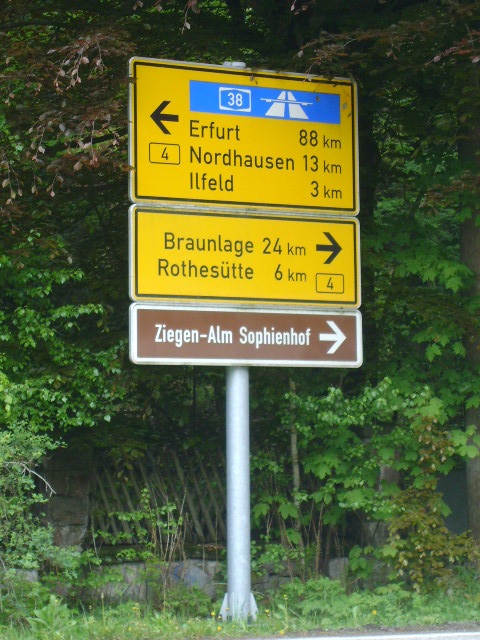 38
Erfurt 88 km
4 Nordhausen 13 km
Ilfeld 3 km
Braunlage 24 km
Rothesütte 6 km
4
Ziegen-Alm Sophienhof